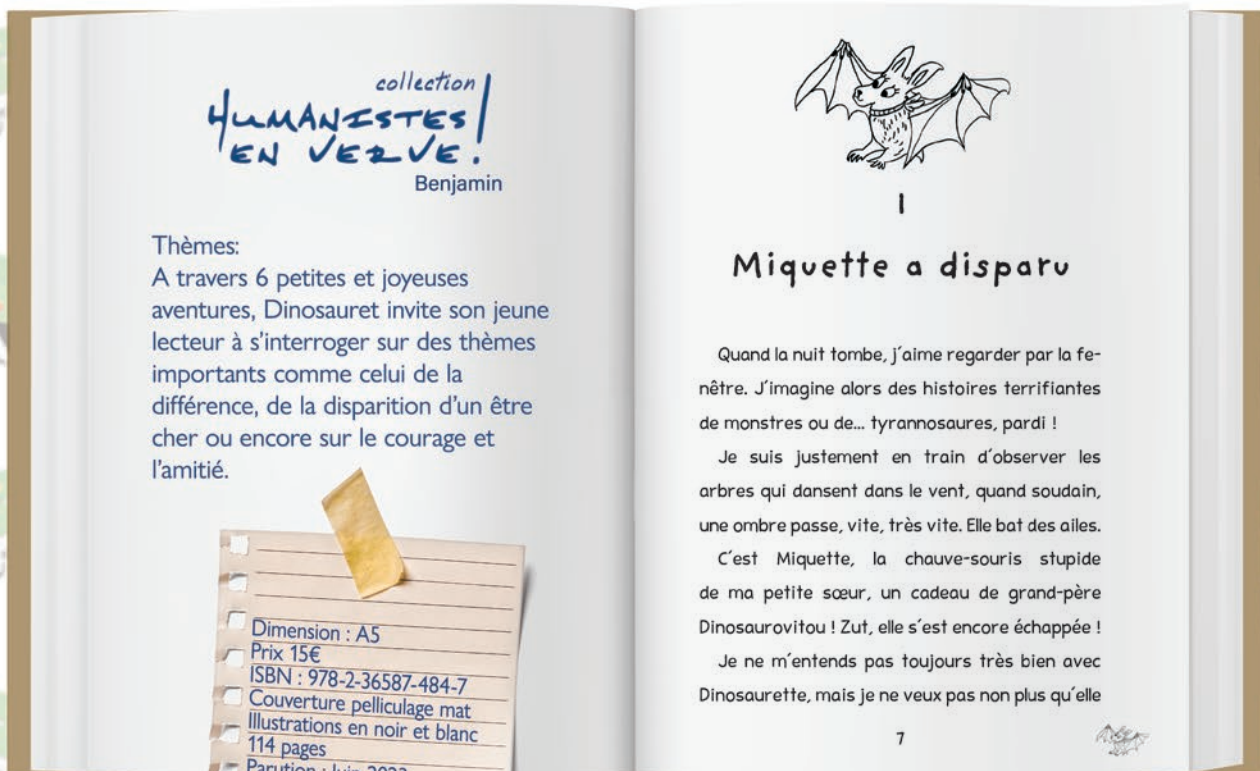 collection
HUMANISTES
EN VERVE!
Benjamin
Thèmes:
A travers 6 petites et joyeuses
aventures, Dinosauret invite son jeune
lecteur à s'interroger sur des thèmes
importants comme celui de la
différence, de la disparition d'un être
cher ou encore sur le courage et
l'amitié.
Dimension : A5
Prix 15€
ISBN : 978-2-36587-484-7
Couverture pelliculage mat
Illustrations en noir et blanc
114 pages
Parution : Juin 2022
I
Miquette a disparu
Quand la nuit tombe, j'aime regarder par la fe-
nêtre. J'imagine alors des histoires terrifiantes
de monstres ou de... tyrannosaures, pardi !
Je suis justement en train d'observer les
arbres qui dansent dans le vent, quand soudain,
une ombre passe, vite, très vite. Elle bat des ailes.
C'est Miquette, la chauve-souris stupide
de ma petite sœur, un cadeau de grand-père
Dinosaurovitou ! Zut, elle s'est encore échappée !
Je ne m'entends pas toujours très bien avec
Dinosaurette, mais je ne veux pas non plus qu'elle
7